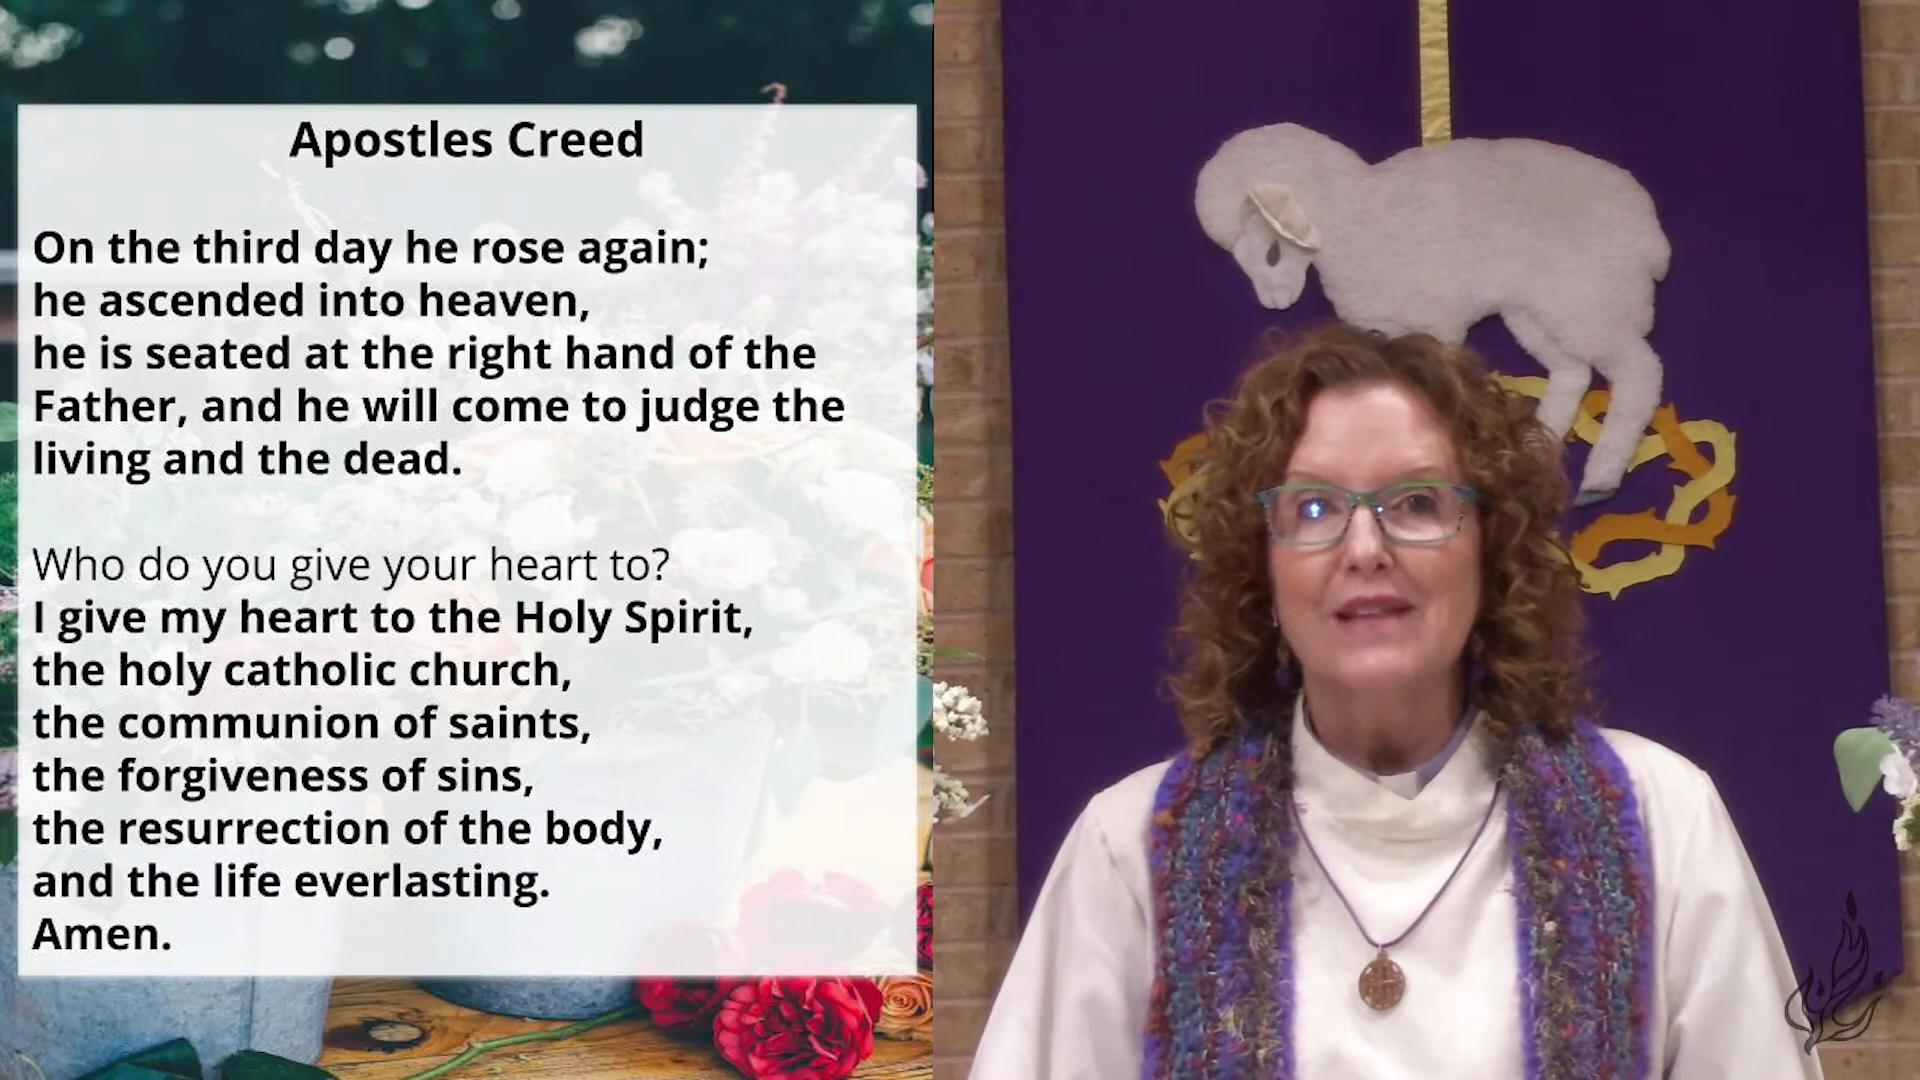 Apostles Creed
On the third day he rose again;
he ascended into heaven,
he is seated at the right hand of the
Father, and he will come to judge the
living and the dead.
Who do you give your heart to?
I give my heart to the Holy Spirit,
the holy catholic church,
the communion of saints,
the forgiveness of sins,
the resurrection of the body,
and the life everlasting.
Amen.